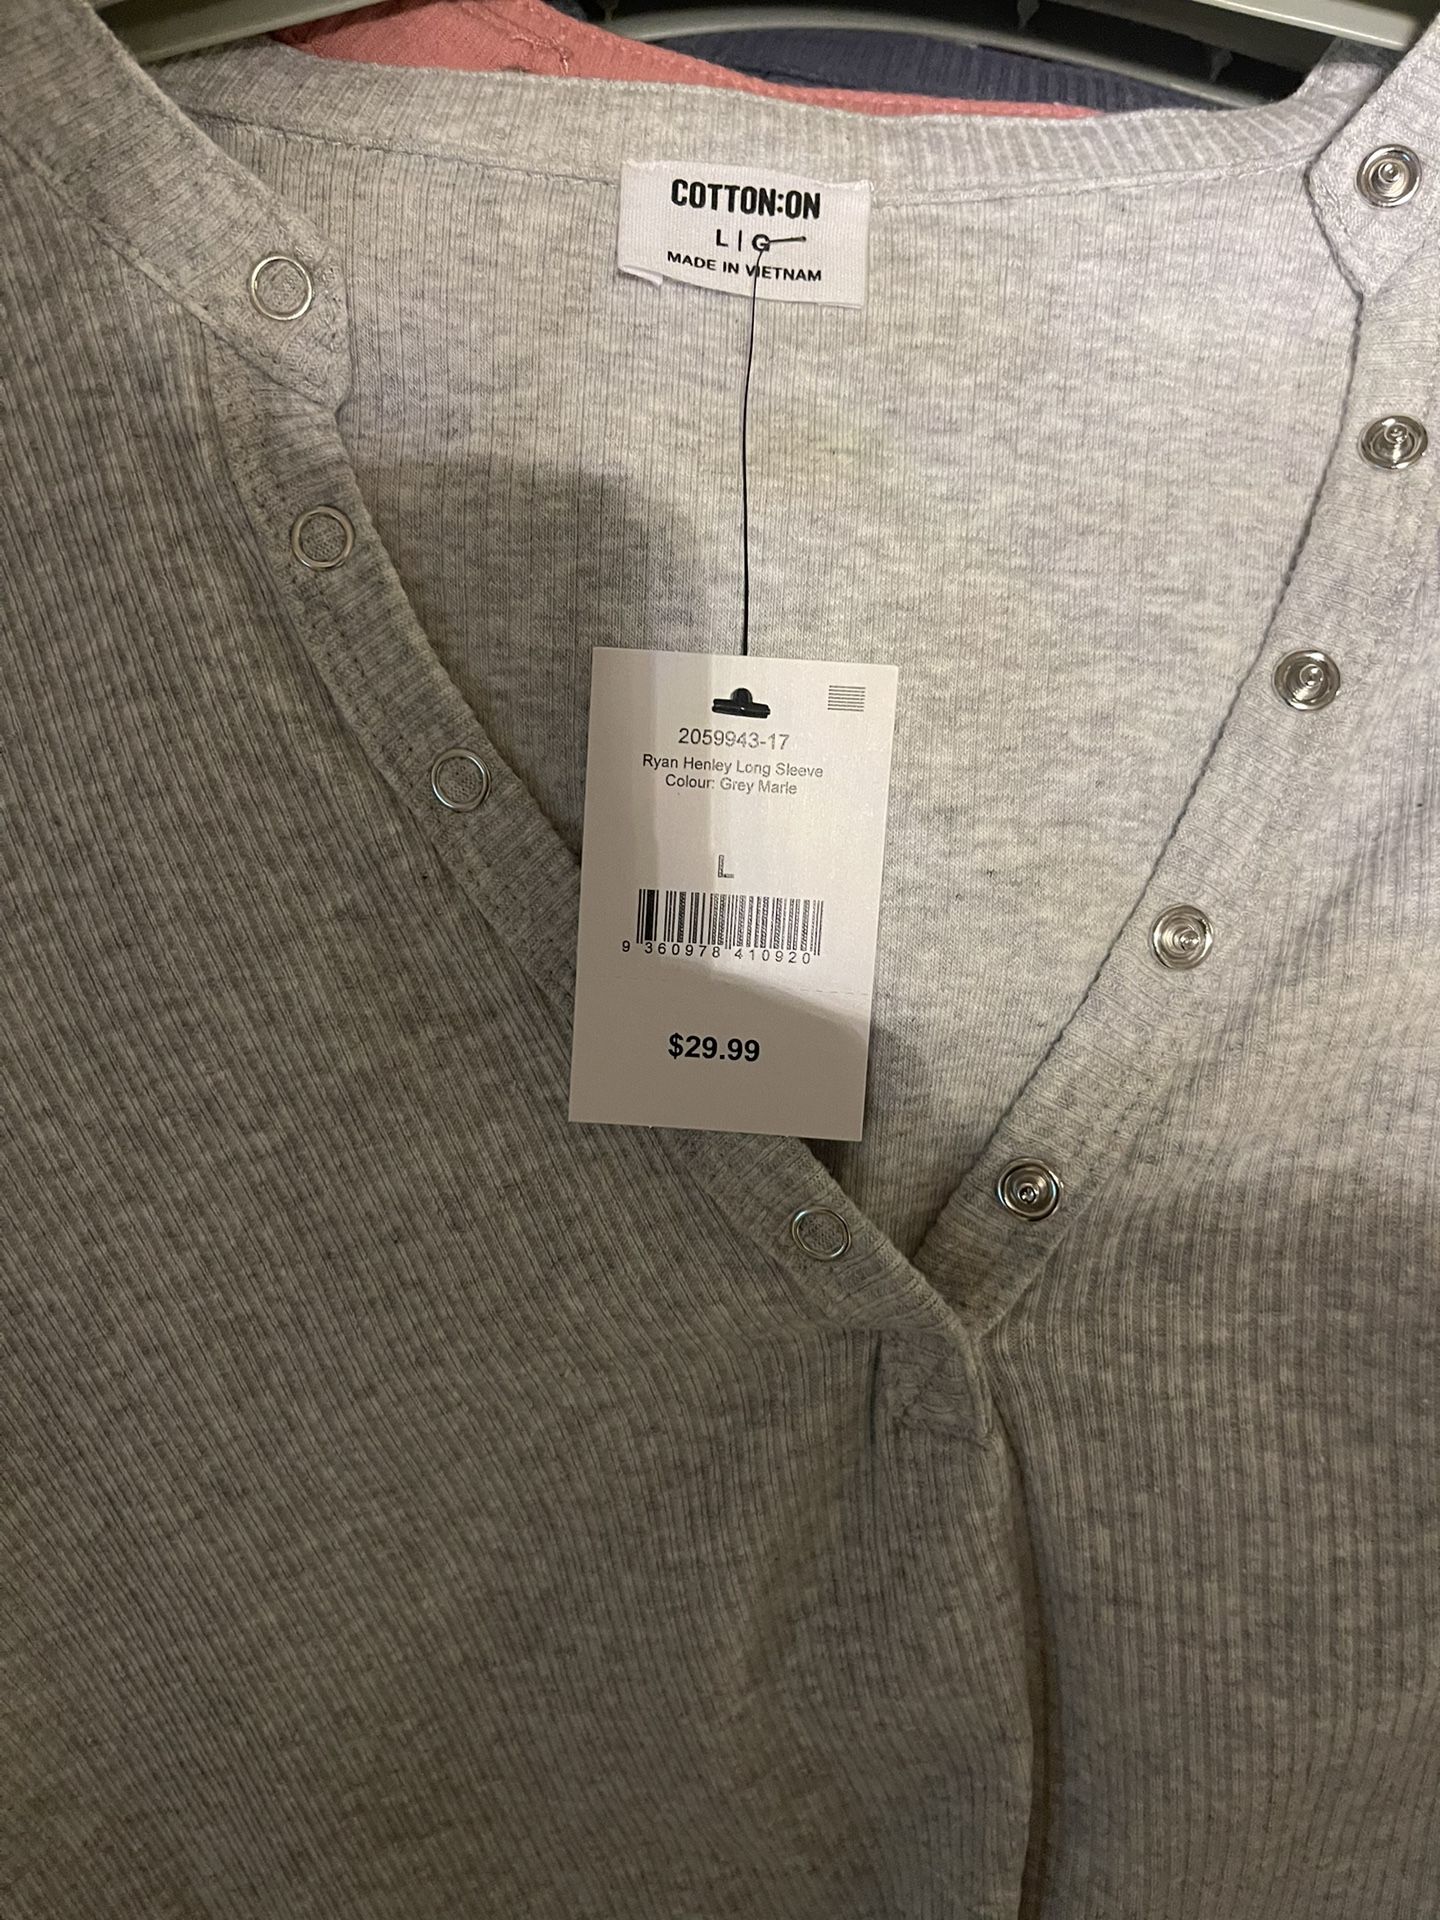 COTTON:ON
L | G
MADE IN VIETNAM
2059943-17
Ryan Henley Long Sleeve
Colour: Grey Marle
L
9 360978 410920
$29.99